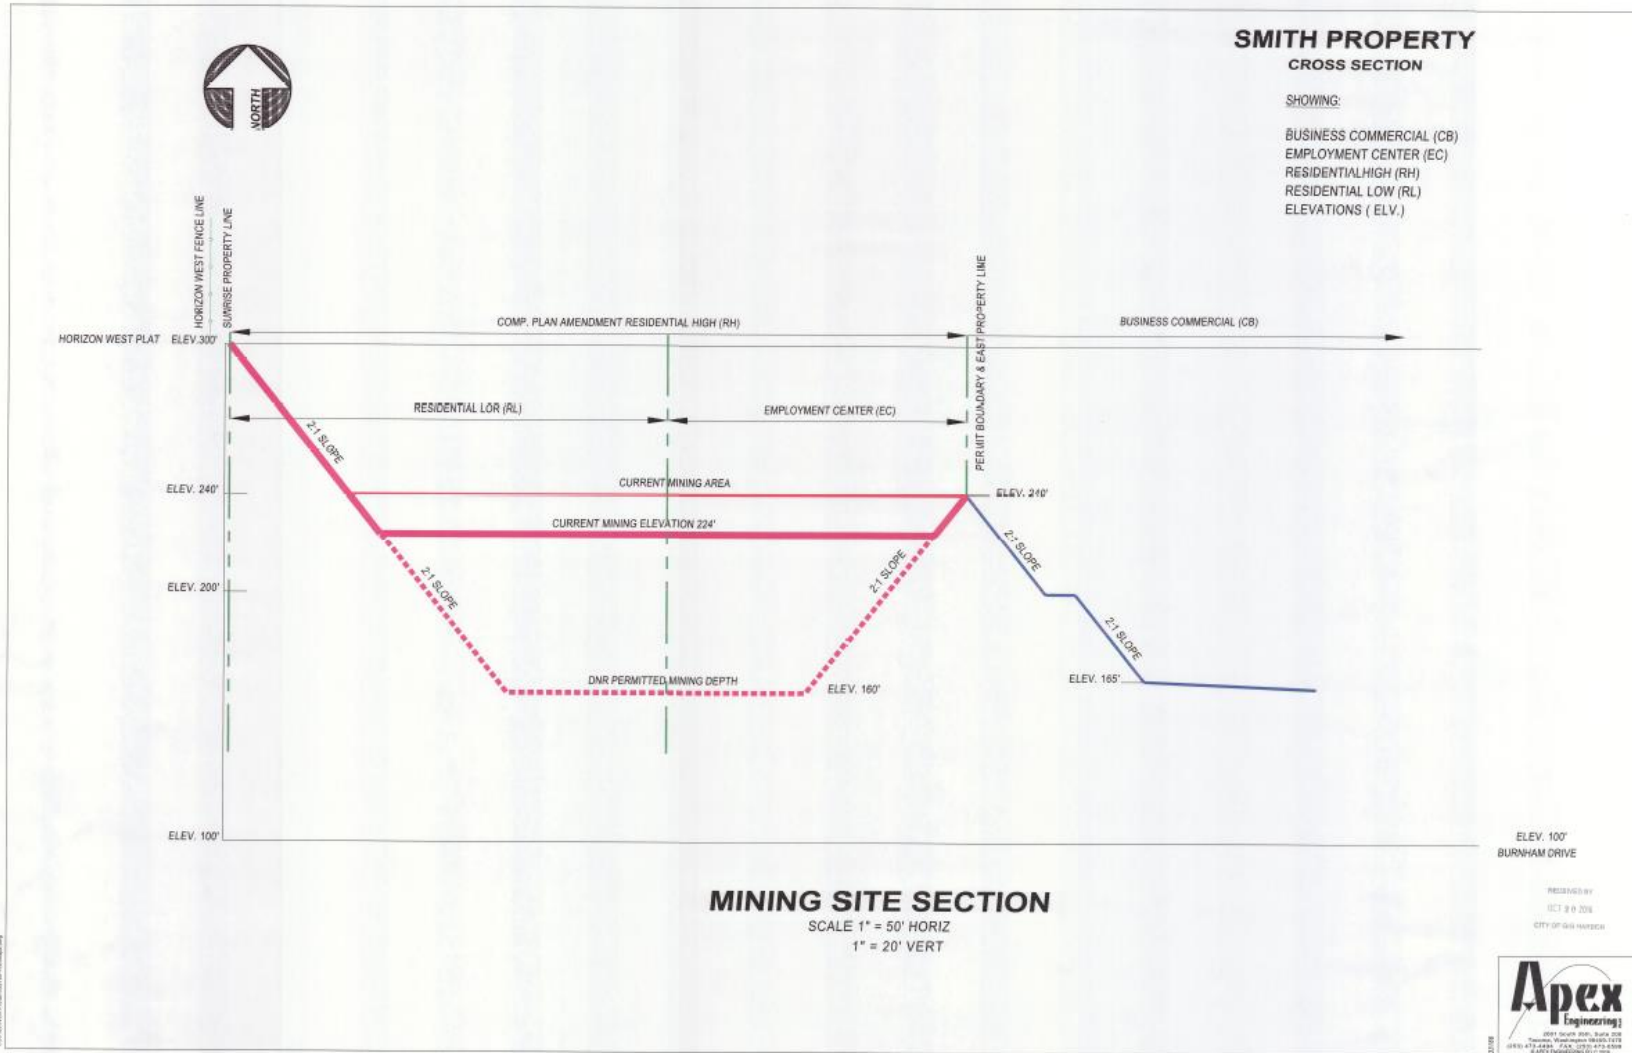 SMITH PROPERTY
CROSS SECTION
SHOWING:
BUSINESS COMMERCIAL (CB)
EMPLOYMENT CENTER (EC)
RESIDENTIALHIGH (RH)
RESIDENTIAL LOW (RL)
ELEVATIONS ( ELV.)
NORTH
HORIZON WEST FENCE LINE
SUNRISE PROPERTY LINE
PERMIT BOUNDARY & EAST PROPERTY LINE
COMP. PLAN AMENDMENT RESIDENTIAL HIGH (RH)
BUSINESS COMMERCIAL (CB)
HORIZON WEST PLAT ELEV.300'
RESIDENTIAL LOR (RL)
EMPLOYMENT CENTER (EC)
2:1 SLOPE
ELEV. 240'
CURRENT MINING AREA
ELEV. 240'
CURRENT MINING ELEVATION 224'
2:1 SLOPE
2:1 SLOPE
2:1 SLOPE
ELEV. 200'
2:1 SLOPE
DNR PERMITTED MINING DEPTH
ELEV. 160'
ELEV. 165'
ELEV. 100'
ELEV. 100'
BURNHAM DRIVE
MINING SITE SECTION
SCALE 1" = 50' HORIZ
1" = 20' VERT
CITY OF GIG HARBOR
Apex
Engineering